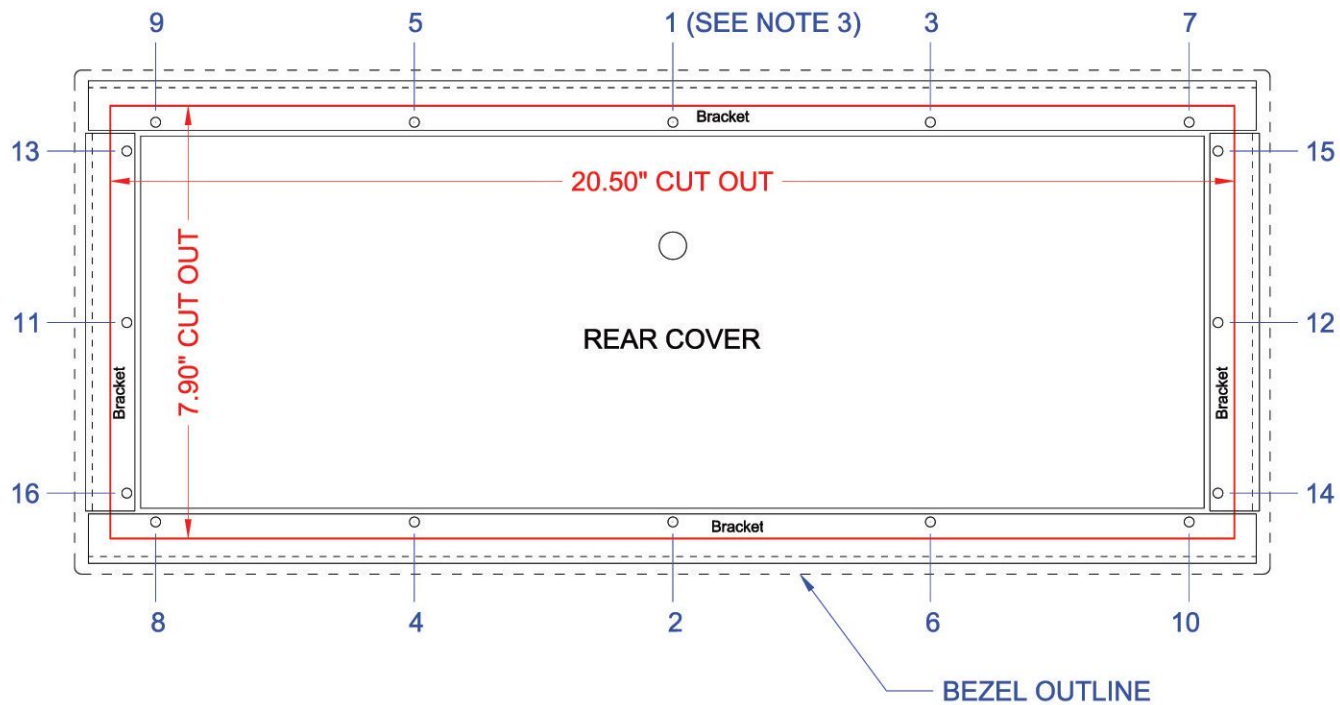 9 5 1 (SEE NOTE 3) 3 7
Bracket
13 15
20.50" CUT OUT
7.90" CUT OUT
11 12
REAR COVER
Bracket
Bracket
16 14
Bracket
8 4 2 6 10
BEZEL OUTLINE